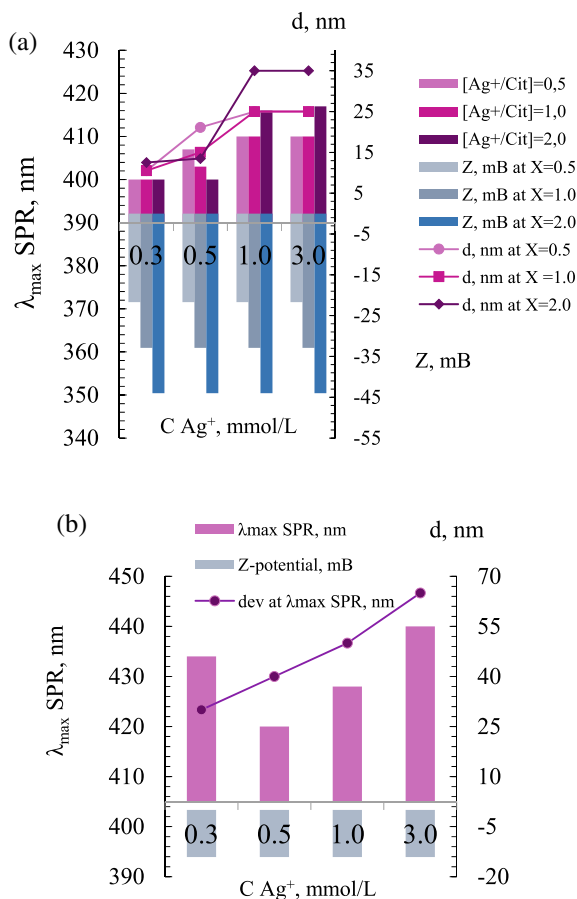 (a)
d, nm
λmax SPR, nm
430
420
410
400
390
380
370
360
350
340
35
25
15
5
-5
-15
-25
-35
-45
-55
0.3 0.5 1.0 3.0
C Ag⁺, mmol/L
Z, mB
[Ag+/Cit]=0,5
[Ag+/Cit]=1,0
[Ag+/Cit]=2,0
Z, mB at X=0.5
Z, mB at X=1.0
Z, mB at X=2.0
d, nm at X=0.5
d, nm at X =1.0
d, nm at X=2.0
(b)
λmax SPR, nm
Z-potential, mB
dev at λmax SPR, nm
d, nm
λmax SPR, nm
450
440
430
420
410
400
390
70
55
40
25
10
-5
-20
0.3 0.5 1.0 3.0
C Ag⁺, mmol/L